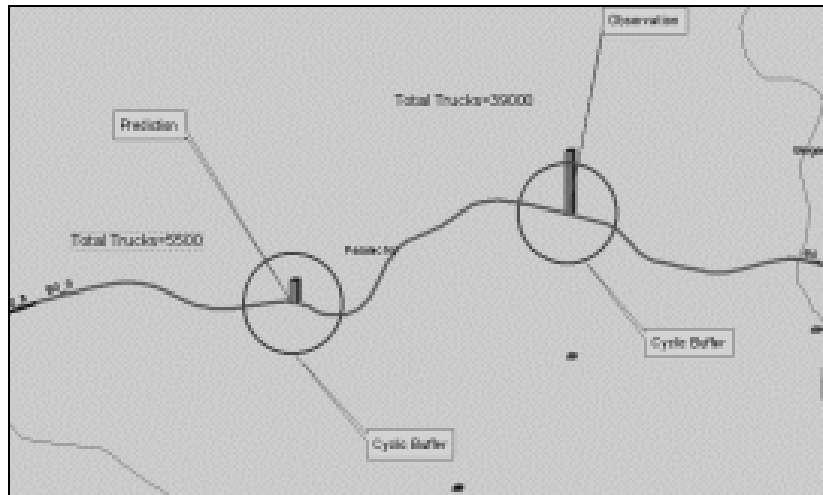 Observation
Total Trucks=39000
Prediction
Total Trucks=5500
Cyclic Buffer
Cyclic Buffer